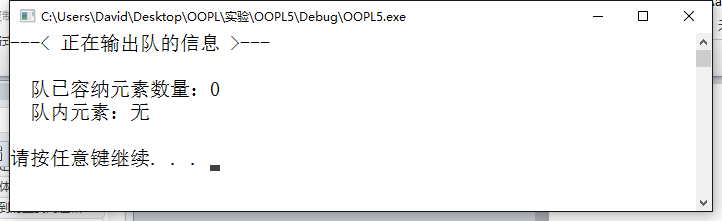 C:\Users\David\Desktop\OOPL\实验\OOPL5\Debug\OOPL5.exe
---< 正在输出队的信息 >---
队已容纳元素数量：0
队内元素：无
请按任意键继续. . .